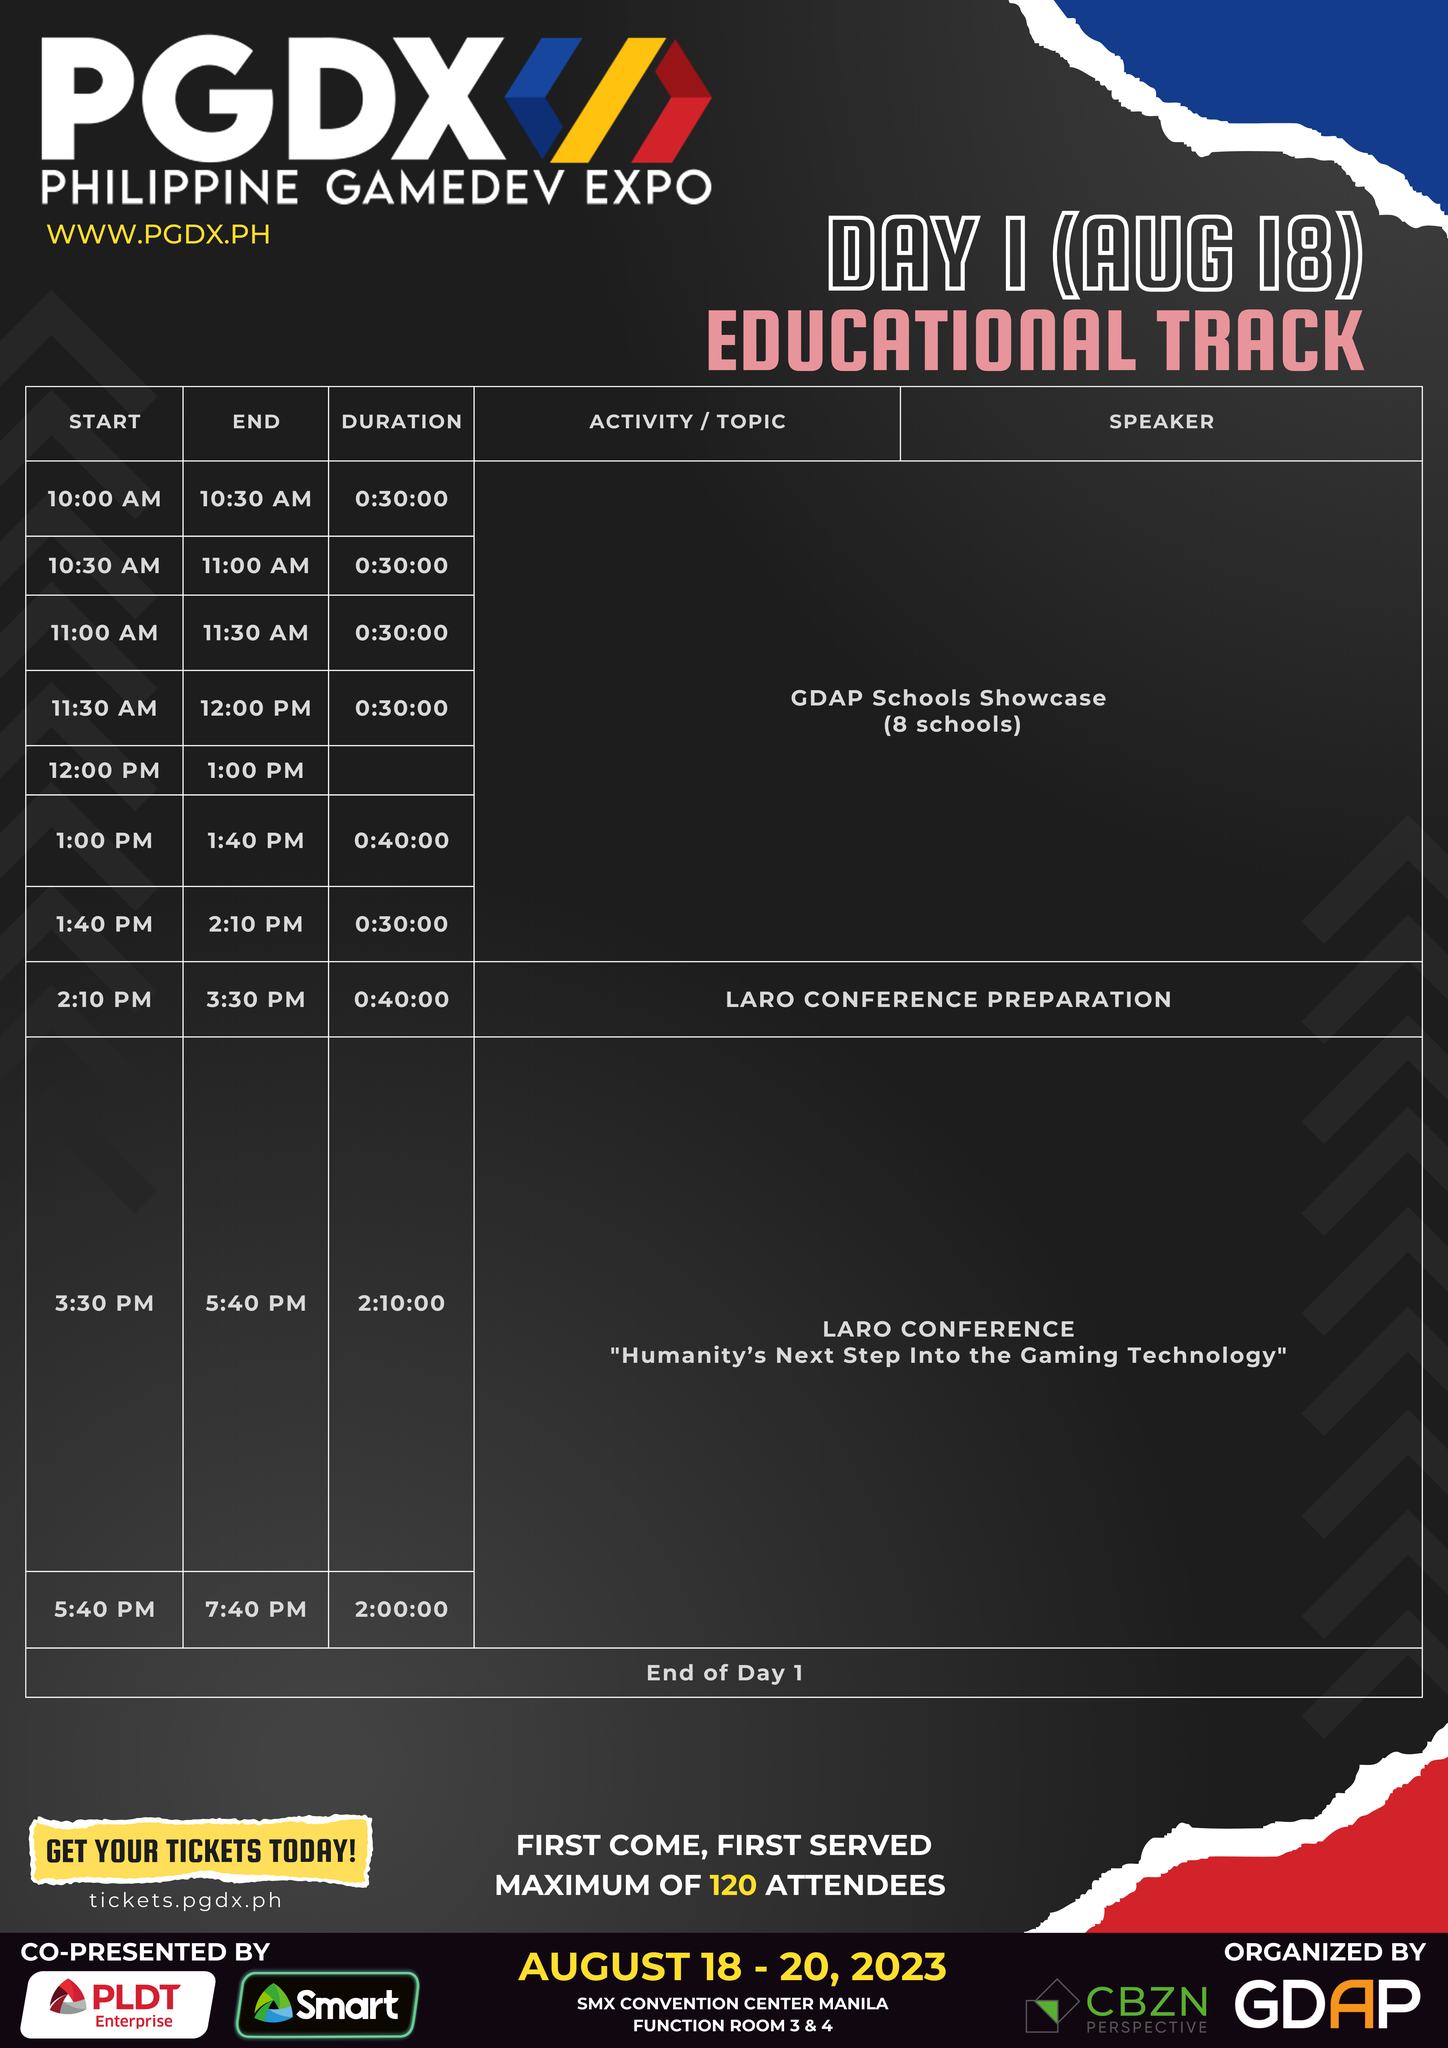 PGDX
PHILIPPINE GAMEDEV EXPO
WWW.PGDX.PH
DAY 1 (AUG 18)
EDUCATIONAL TRACK
START END DURATION ACTIVITY / TOPIC SPEAKER
10:00 AM 10:30 AM 0:30:00
10:30 AM 11:00 AM 0:30:00
11:00 AM 11:30 AM 0:30:00
11:30 AM 12:00 PM 0:30:00
GDAP Schools Showcase
(8 schools)
12:00 PM 1:00 PM
1:00 PM 1:40 PM 0:40:00
1:40 PM 2:10 PM 0:30:00
2:10 PM 3:30 PM 0:40:00 LARO CONFERENCE PREPARATION
3:30 PM 5:40 PM 2:10:00
LARO CONFERENCE
"Humanity’s Next Step Into the Gaming Technology"
5:40 PM 7:40 PM 2:00:00
End of Day 1
GET YOUR TICKETS TODAY!
tickets.pgdx.ph
FIRST COME, FIRST SERVED
MAXIMUM OF 120 ATTENDEES
CO-PRESENTED BY
PLDT
Enterprise
Smart
AUGUST 18 - 20, 2023
SMX CONVENTION CENTER MANILA
FUNCTION ROOM 3 & 4
ORGANIZED BY
CBZN
PERSPECTIVE
GDAP